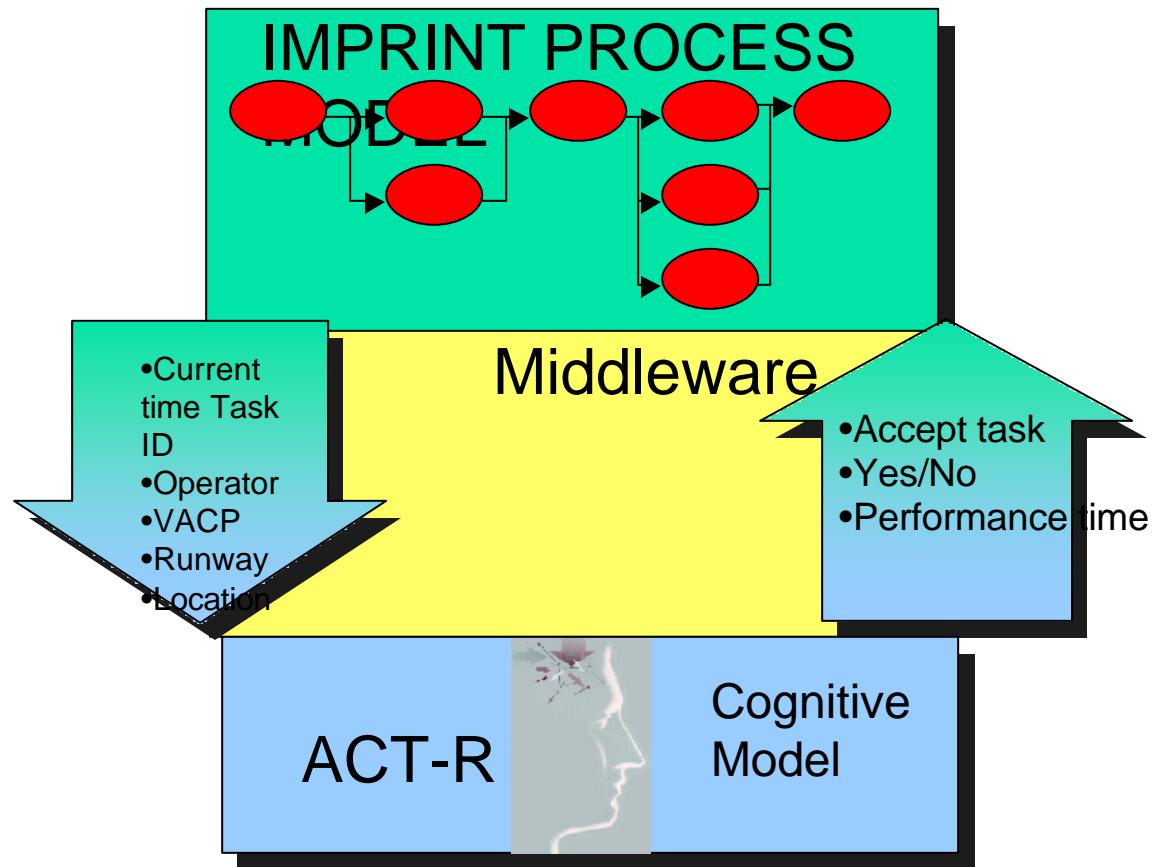 IMPRINT PROCESS
MODEL
Middleware
•Current
time Task
ID
•Operator
•VACP
•Runway
•Location
•Accept task
•Yes/No
•Performance time
ACT-R
Cognitive
Model